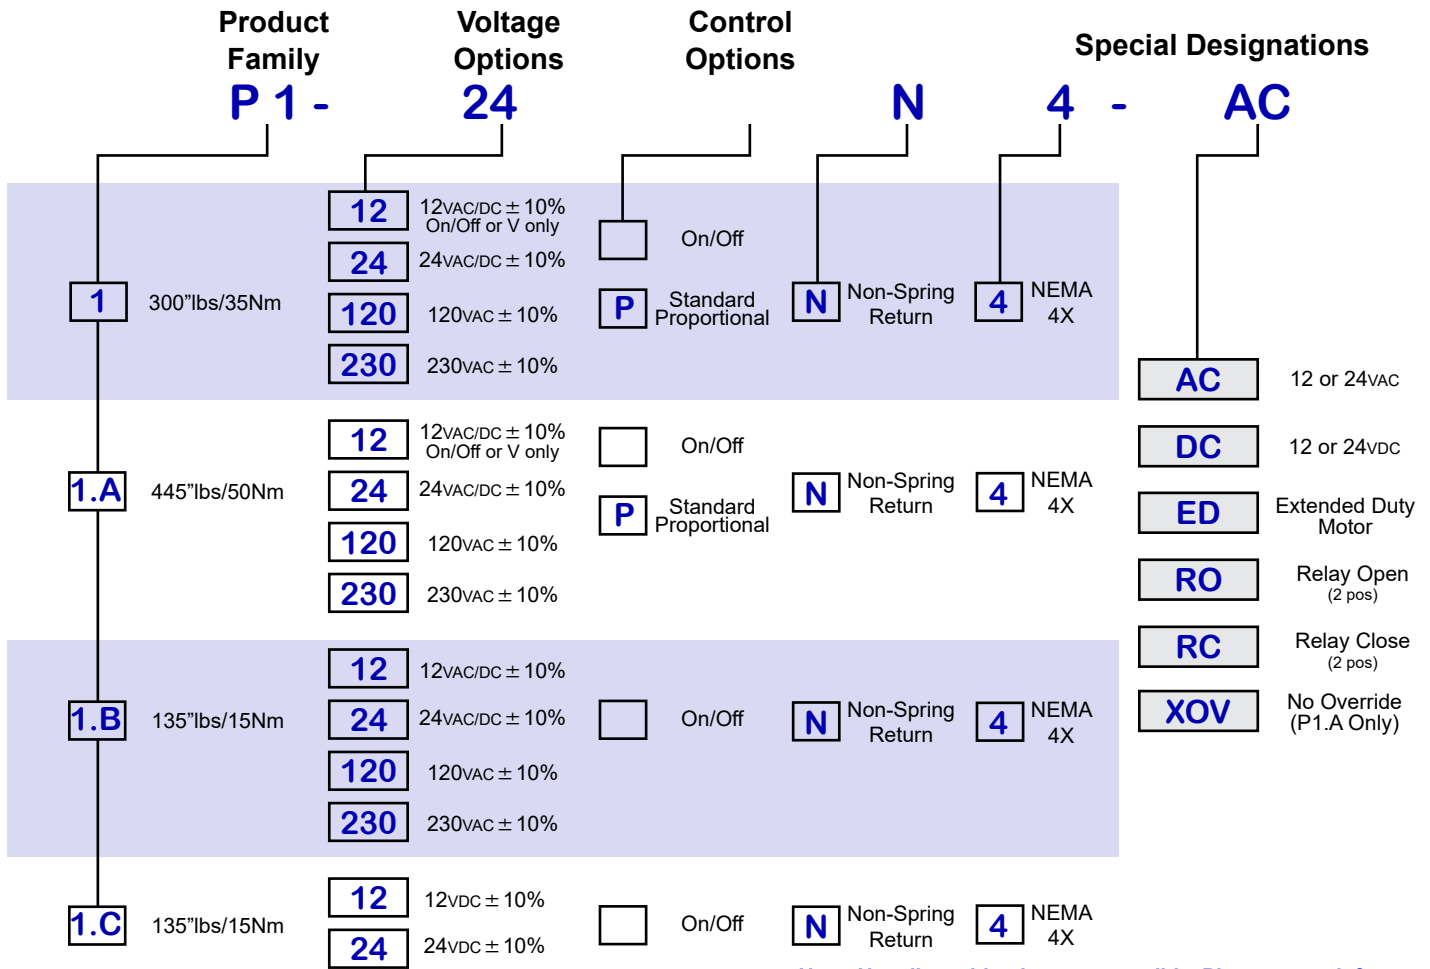 Product Family
Voltage Options
Control Options
Special Designations
P 1 - 24 N 4 - AC
1
300”lbs/35Nm
12
12VAC/DC ± 10%
On/Off or V only
24
24VAC/DC ± 10%
120
120VAC ± 10%
230
230VAC ± 10%
On/Off
P
Standard
Proportional
N
Non-Spring
Return
4
NEMA
4X
1.A
445”lbs/50Nm
12
12VAC/DC ± 10%
On/Off or V only
24
24VAC/DC ± 10%
120
120VAC ± 10%
230
230VAC ± 10%
On/Off
P
Standard
Proportional
N
Non-Spring
Return
4
NEMA
4X
1.B
135”lbs/15Nm
12
12VAC/DC ± 10%
24
24VAC/DC ± 10%
120
120VAC ± 10%
230
230VAC ± 10%
On/Off
N
Non-Spring
Return
4
NEMA
4X
1.C
135”lbs/15Nm
12
12VDC ± 10%
24
24VDC ± 10%
On/Off
N
Non-Spring
Return
4
NEMA
4X
AC
12 or 24VAC
DC
12 or 24VDC
ED
Extended Duty
Motor
RO
Relay Open
(2 pos)
RC
Relay Close
(2 pos)
XOV
No Override
(P1.A Only)